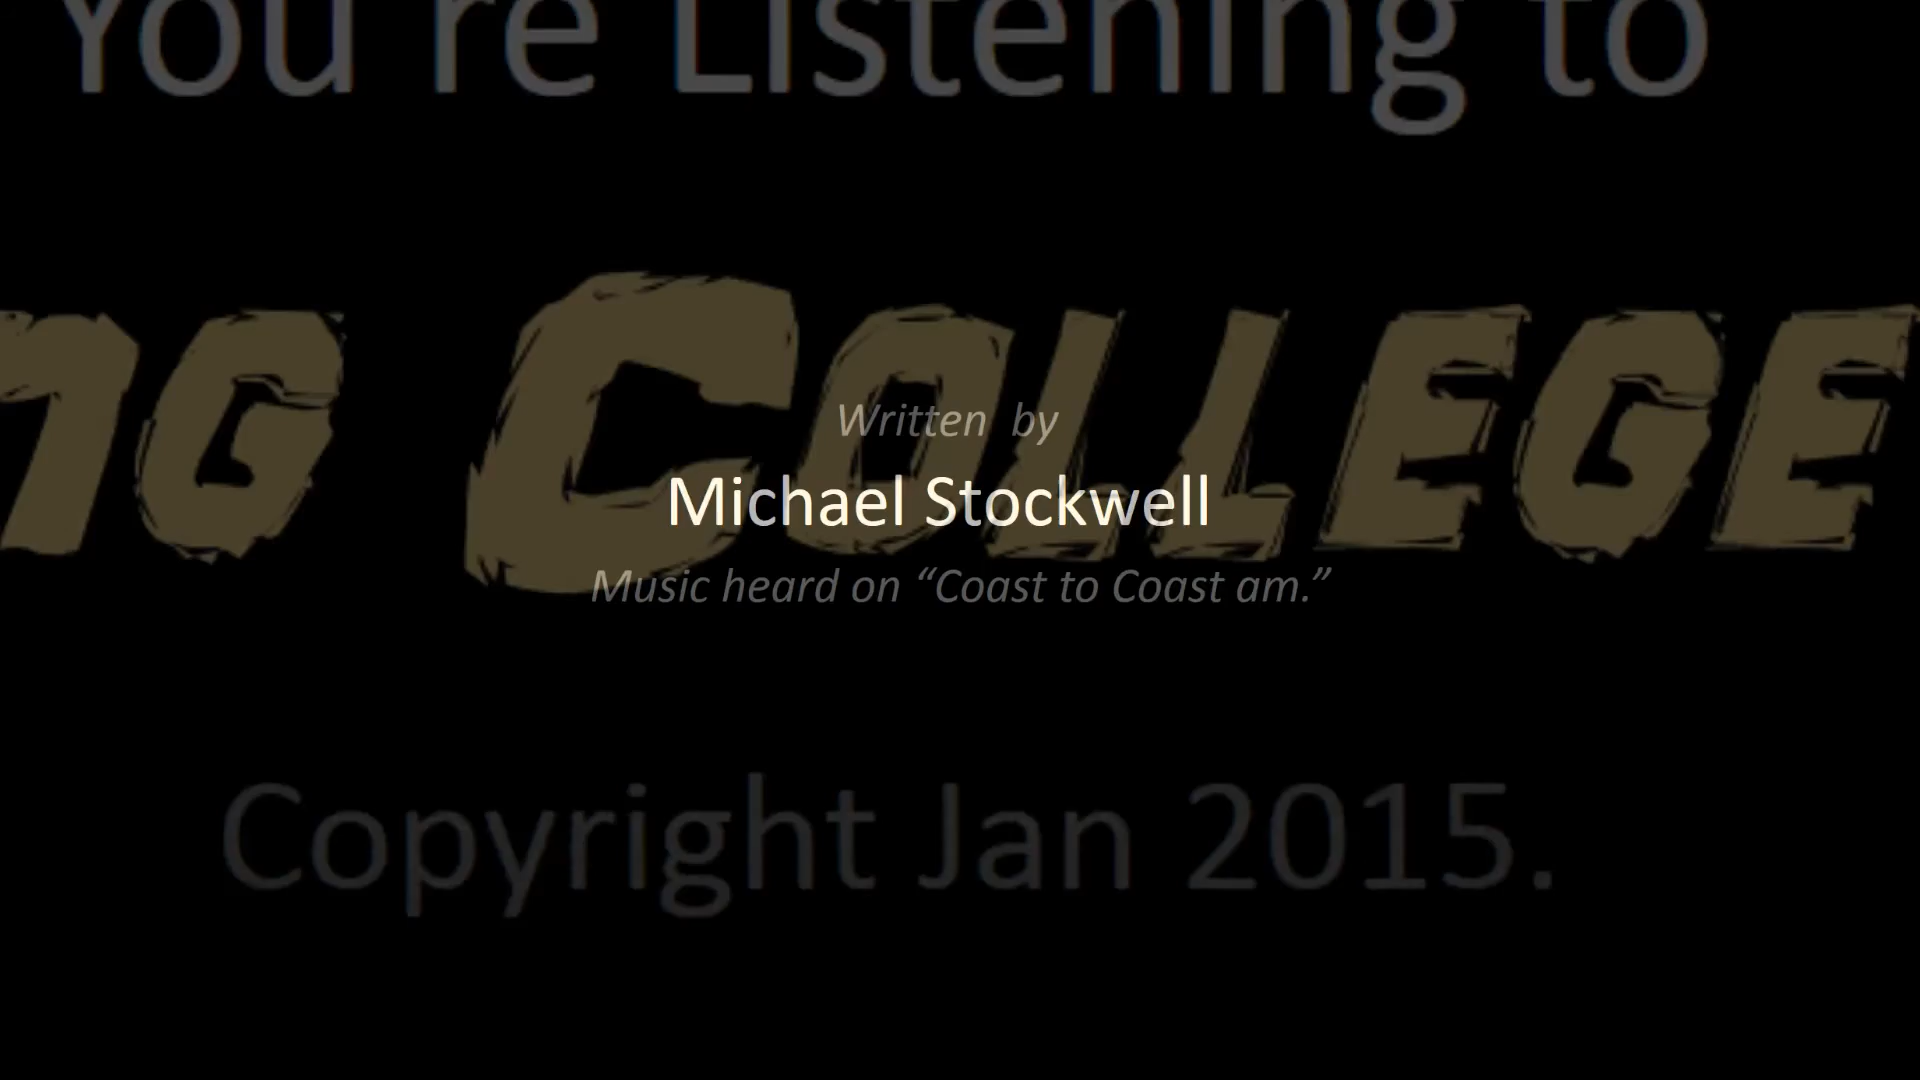 You're Listening to
College
Written by
Michael Stockwell
Music heard on “Coast to Coast am.”
Copyright Jan 2015.